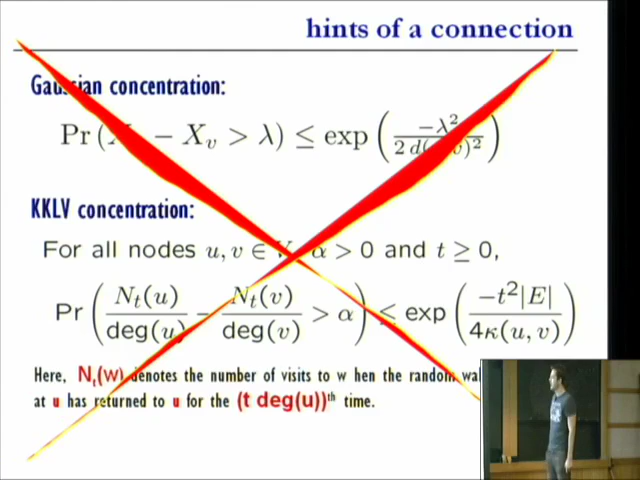 hints of a connection
Gaussian concentration:
Pr ( X − X_v > λ ) ≤ exp ( −λ² / 2 d( v)² )
KKLV concentration:
For all nodes u, v ∈ V, α > 0 and t ≥ 0,
Pr ( N_t(u) / deg(u) − N_t(v) / deg(v) > α ) ≤ exp ( −t²|E| / 4κ(u, v) )
Here, N_t(w) denotes the number of visits to w hen the random wal
at u has returned to u for the (t deg(u))th time.